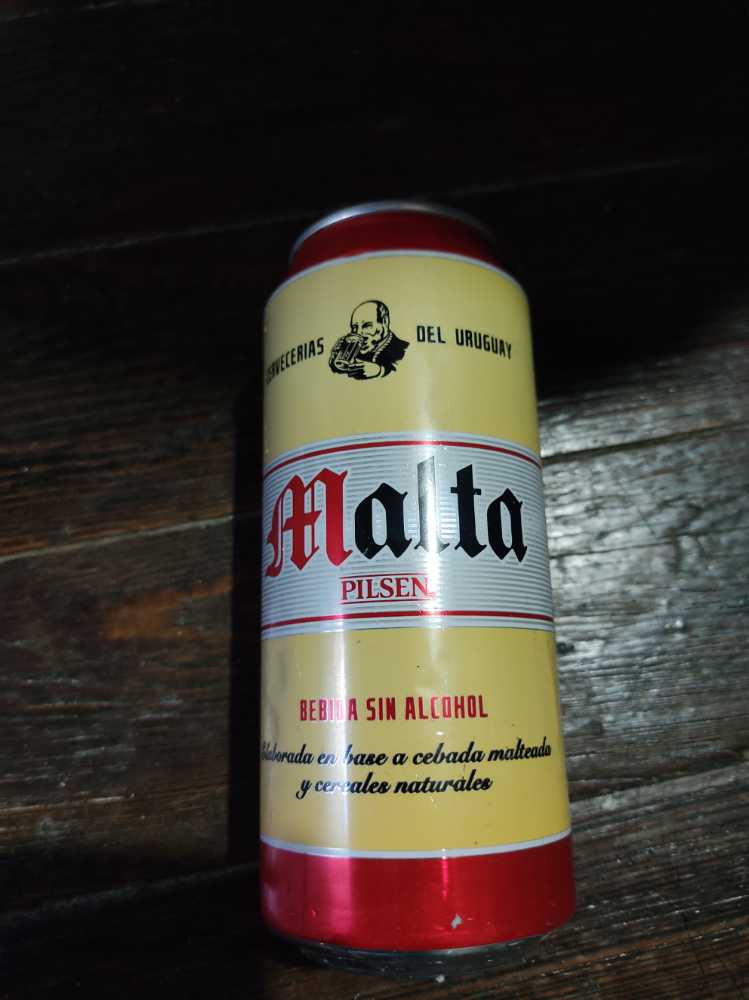 CERVECERIAS DEL URUGUAY
Malta
PILSEN
BEBIDA SIN ALCOHOL
Elaborada en base a cebada malteada
y cereales naturales